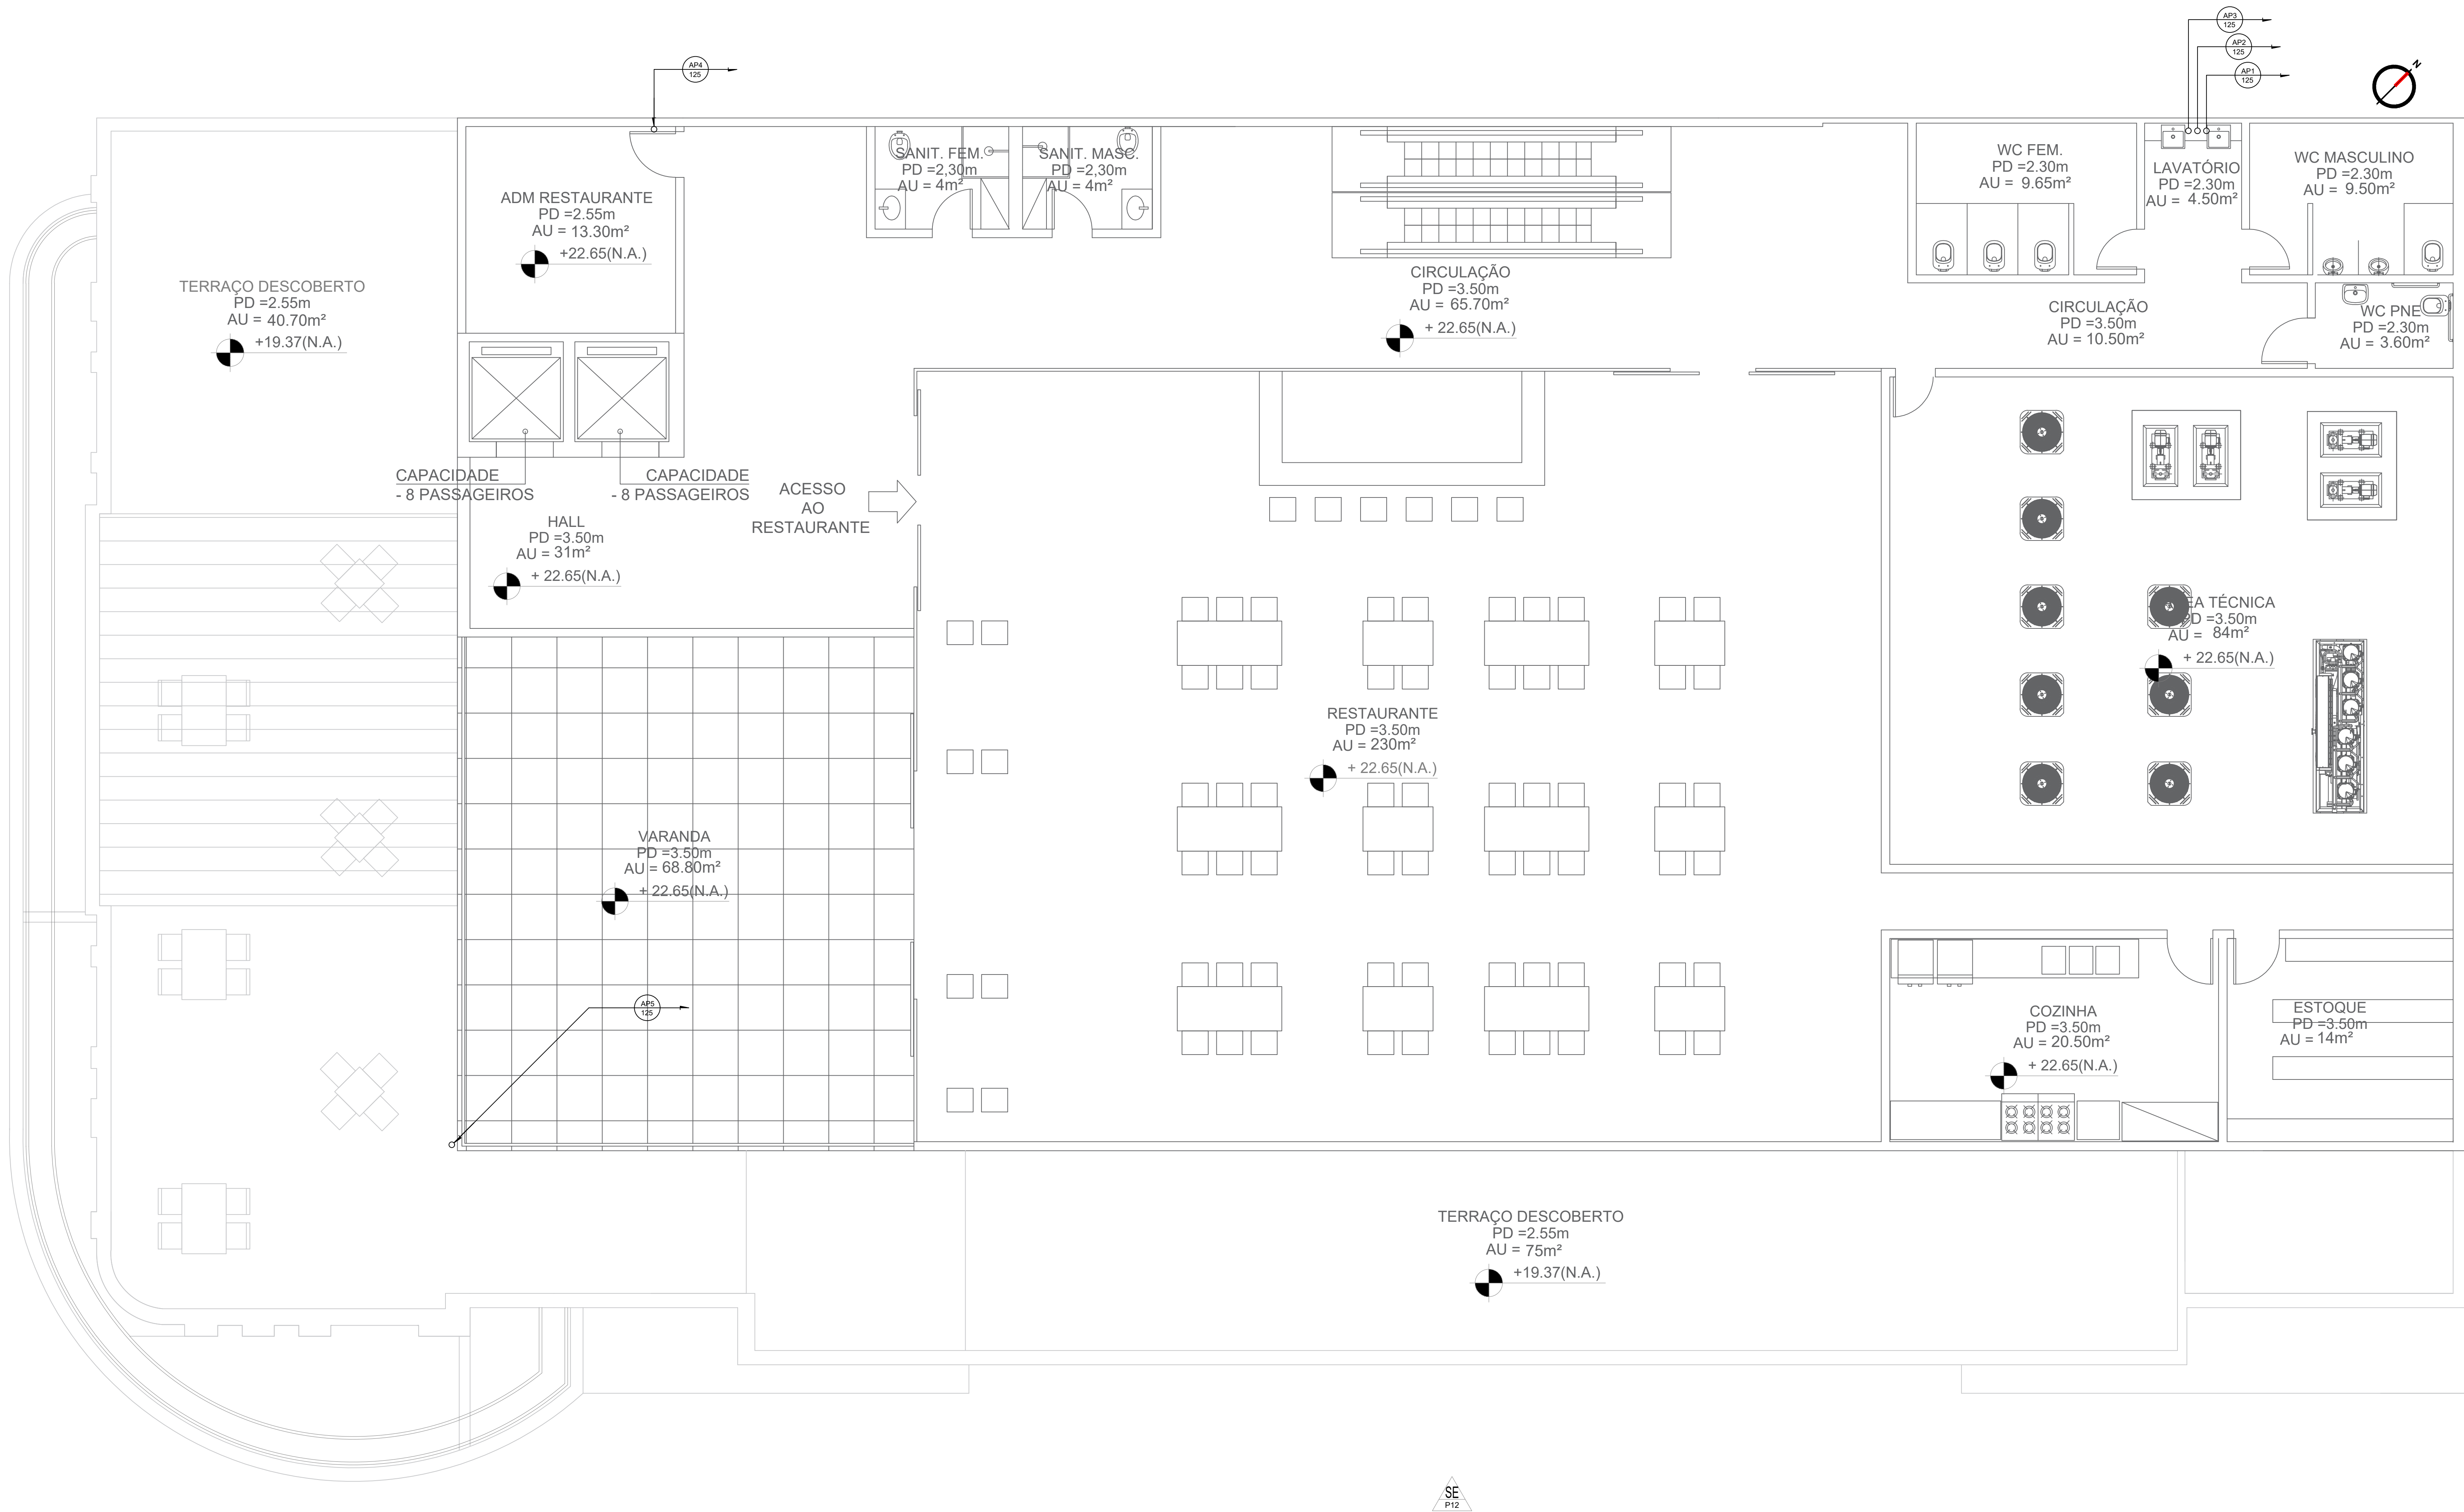 AP3
125
AP2
125
AP1
125
N
AP4
125
SANIT. FEM.
PD =2,30m
AU = 4m²
SANIT. MASC.
PD =2,30m
AU = 4m²
WC FEM.
PD =2.30m
AU = 9.65m²
LAVATÓRIO
PD =2.30m
AU = 4.50m²
WC MASCULINO
PD =2.30m
AU = 9.50m²
ADM RESTAURANTE
PD =2.55m
AU = 13.30m²
+22.65(N.A.)
TERRAÇO DESCOBERTO
PD =2.55m
AU = 40.70m²
+19.37(N.A.)
CIRCULAÇÃO
PD =3.50m
AU = 65.70m²
+ 22.65(N.A.)
CIRCULAÇÃO
PD =3.50m
AU = 10.50m²
WC PNE
PD =2.30m
AU = 3.60m²
CAPACIDADE
- 8 PASSAGEIROS
CAPACIDADE
- 8 PASSAGEIROS
ACESSO
AO
RESTAURANTE
HALL
PD =3.50m
AU = 31m²
+ 22.65(N.A.)
TÉCNICA
PD =3.50m
AU = 84m²
+ 22.65(N.A.)
RESTAURANTE
PD =3.50m
AU = 230m²
+ 22.65(N.A.)
VARANDA
PD =3.50m
AU = 68.80m²
+ 22.65(N.A.)
AP5
125
COZINHA
PD =3.50m
AU = 20.50m²
+ 22.65(N.A.)
ESTOQUE
PD =3.50m
AU = 14m²
TERRAÇO DESCOBERTO
PD =2.55m
AU = 75m²
+19.37(N.A.)
SE
P12